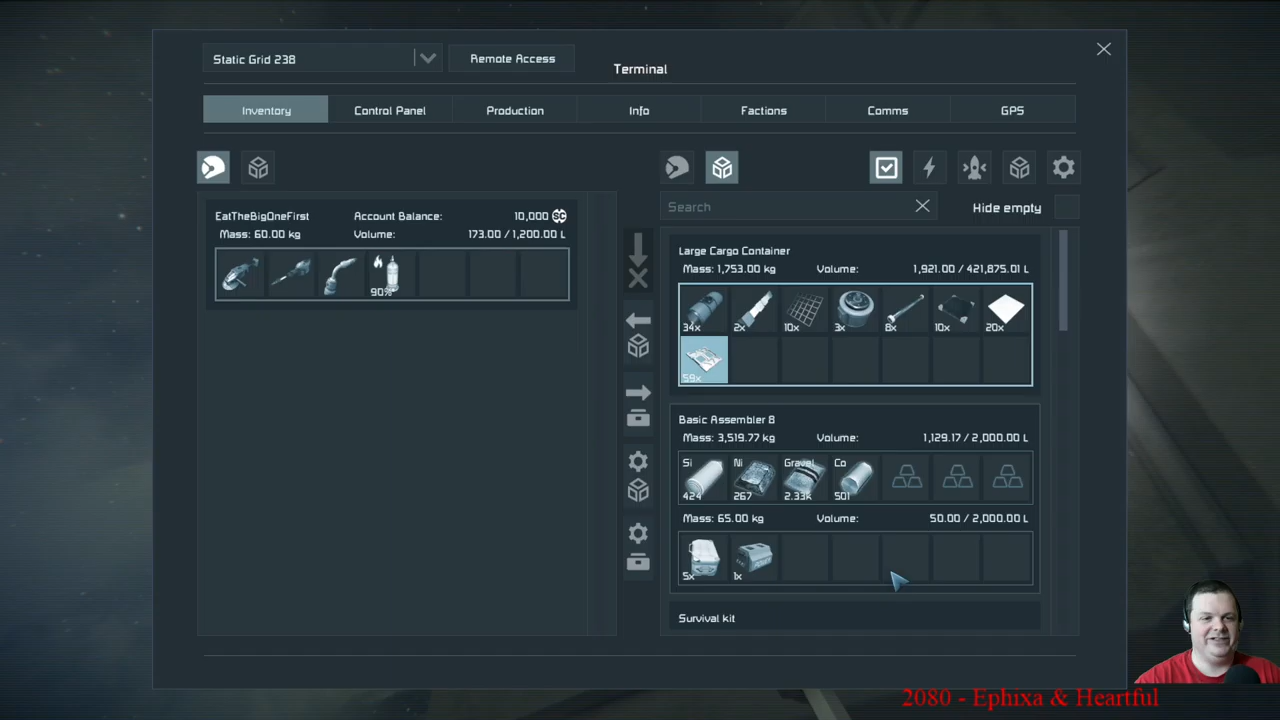 Static Grid 238
Remote Access
Terminal
Inventory
Control Panel
Production
Info
Factions
Comms
GPS
Search
Hide empty
EatTheBigOneFirst
Account Balance:
10,000 SC
Mass: 60.00 kg
Volume:
173.00 / 1,200.00 L
90%
Large Cargo Container
Mass: 1,753.00 kg
Volume:
1,921.00 / 421,875.01 L
34x
2x
10x
3x
8x
10x
20x
59x
Basic Assembler 8
Mass: 3,519.77 kg
Volume:
1,129.17 / 2,000.00 L
Si
Ni
Gravel
Co
424
267
2.33k
501
Mass: 65.00 kg
Volume:
50.00 / 2,000.00 L
5x
1x
Survival kit
2080 - Ephixa & Heartful